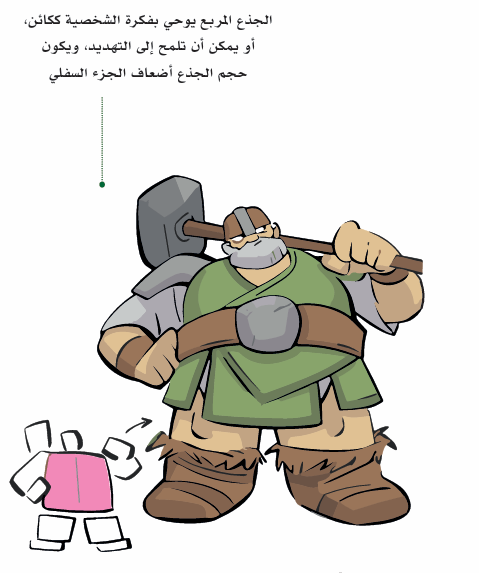 الجذع المربع يوحي بفكرة الشخصية ككائن،
أو يمكن أن تلمح إلى التهديد، ويكون
حجم الجذع أضعاف الجزء السفلي